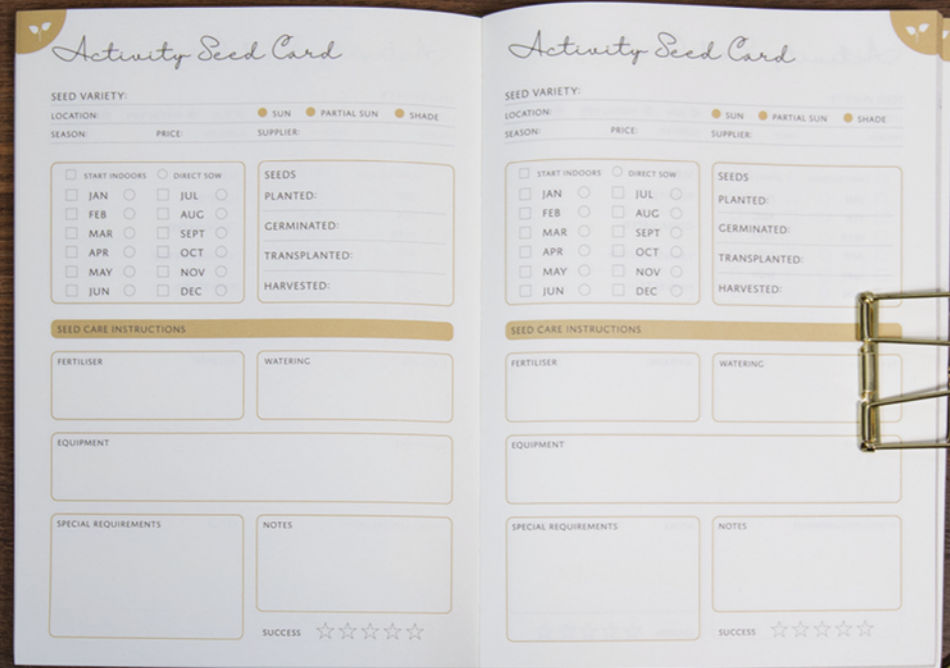 Activity Seed Card
SEED VARIETY:
LOCATION: SUN PARTIAL SUN SHADE
SEASON: PRICE: SUPPLIER:
START INDOORS DIRECT SOW
JAN JUL
FEB AUG
MAR SEPT
APR OCT
MAY NOV
JUN DEC
SEEDS
PLANTED:
GERMINATED:
TRANSPLANTED:
HARVESTED:
SEED CARE INSTRUCTIONS
FERTILISER
WATERING
EQUIPMENT
SPECIAL REQUIREMENTS
NOTES
SUCCESS
Activity Seed Card
SEED VARIETY:
LOCATION: SUN PARTIAL SUN SHADE
SEASON: PRICE: SUPPLIER:
START INDOORS DIRECT SOW
JAN JUL
FEB AUG
MAR SEPT
APR OCT
MAY NOV
JUN DEC
SEEDS
PLANTED:
GERMINATED:
TRANSPLANTED:
HARVESTED:
SEED CARE INSTRUCTIONS
FERTILISER
WATERING
EQUIPMENT
SPECIAL REQUIREMENTS
NOTES
SUCCESS